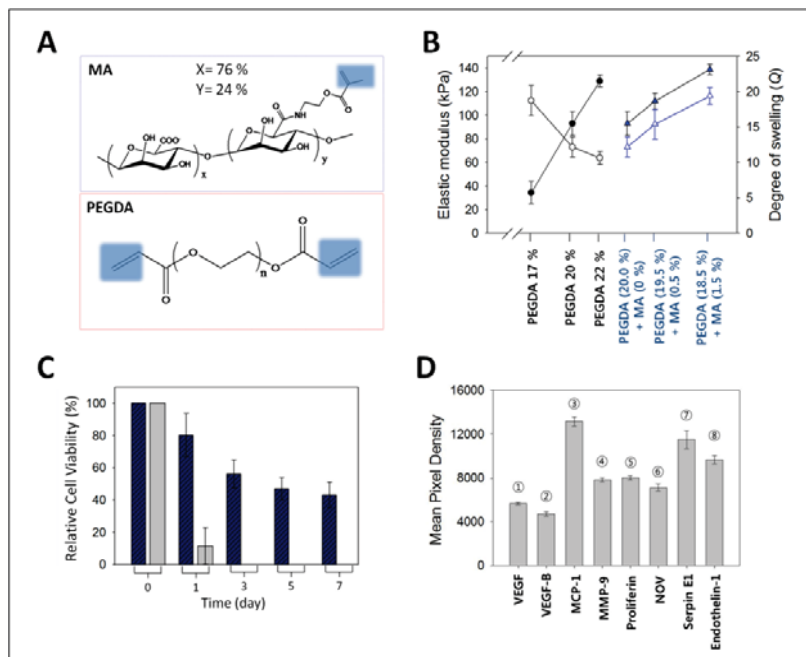 A
MA
X= 76 %
Y= 24 %
O
O
O
NH
OH
COO
HO
OH
O
O
O
OH
HO
O
O
x
y
PEGDA
O
O
O
n
O
O
B
Elastic modulus (kPa)
140
120
100
80
60
40
20
0
25
20
15
10
5
0
Degree of swelling (Q)
PEGDA 17 %
PEGDA 20 %
PEGDA 22 %
PEGDA (20.0 %)
+ MA (0 %)
PEGDA (19.5 %)
+ MA (0.5 %)
PEGDA (18.5 %)
+ MA (1.5 %)
C
Relative Cell Viability (%)
100
80
60
40
20
0
0
1
3
5
7
Time (day)
D
Mean Pixel Density
16000
12000
8000
4000
0
①
②
③
④
⑤
⑥
⑦
⑧
VEGF
VEGF-B
MCP-1
MMP-9
Proliferin
NOV
Serpin E1
Endothelin-1